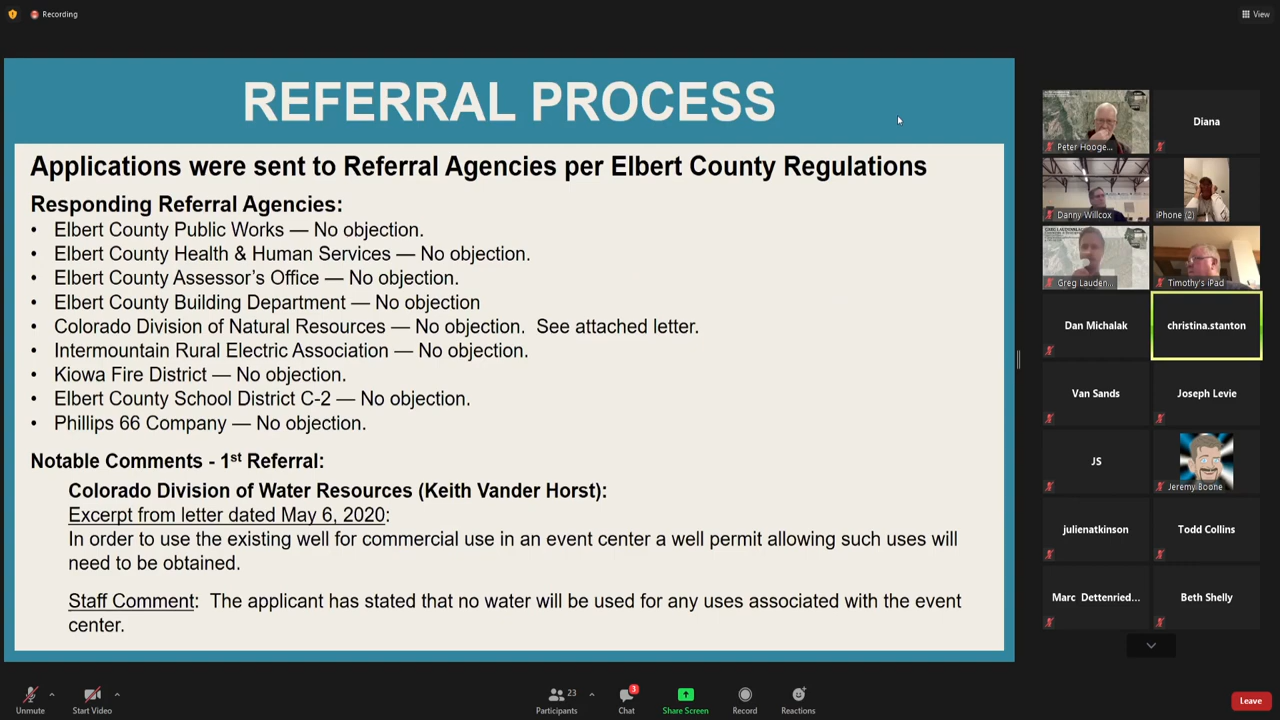 Recording
View
REFERRAL PROCESS
Applications were sent to Referral Agencies per Elbert County Regulations
Responding Referral Agencies:
• Elbert County Public Works — No objection.
• Elbert County Health & Human Services — No objection.
• Elbert County Assessor’s Office — No objection.
• Elbert County Building Department — No objection
• Colorado Division of Natural Resources — No objection.  See attached letter.
• Intermountain Rural Electric Association — No objection.
• Kiowa Fire District — No objection.
• Elbert County School District C-2 — No objection.
• Phillips 66 Company — No objection.
Notable Comments - 1st Referral:
Colorado Division of Water Resources (Keith Vander Horst):
Excerpt from letter dated May 6, 2020:
In order to use the existing well for commercial use in an event center a well permit allowing such uses will
need to be obtained.
Staff Comment:  The applicant has stated that no water will be used for any uses associated with the event
center.
Peter Hooge...
Diana
Danny Willcox
iPhone (2)
Greg Lauden...
Timothy's iPad
Dan Michalak
christina.stanton
Van Sands
Joseph Levie
JS
Jeremy Boone
julienatkinson
Todd Collins
Marc Dettenried...
Beth Shelly
Unmute
Start Video
23
Participants
3
Chat
Share Screen
Record
Reactions
Leave